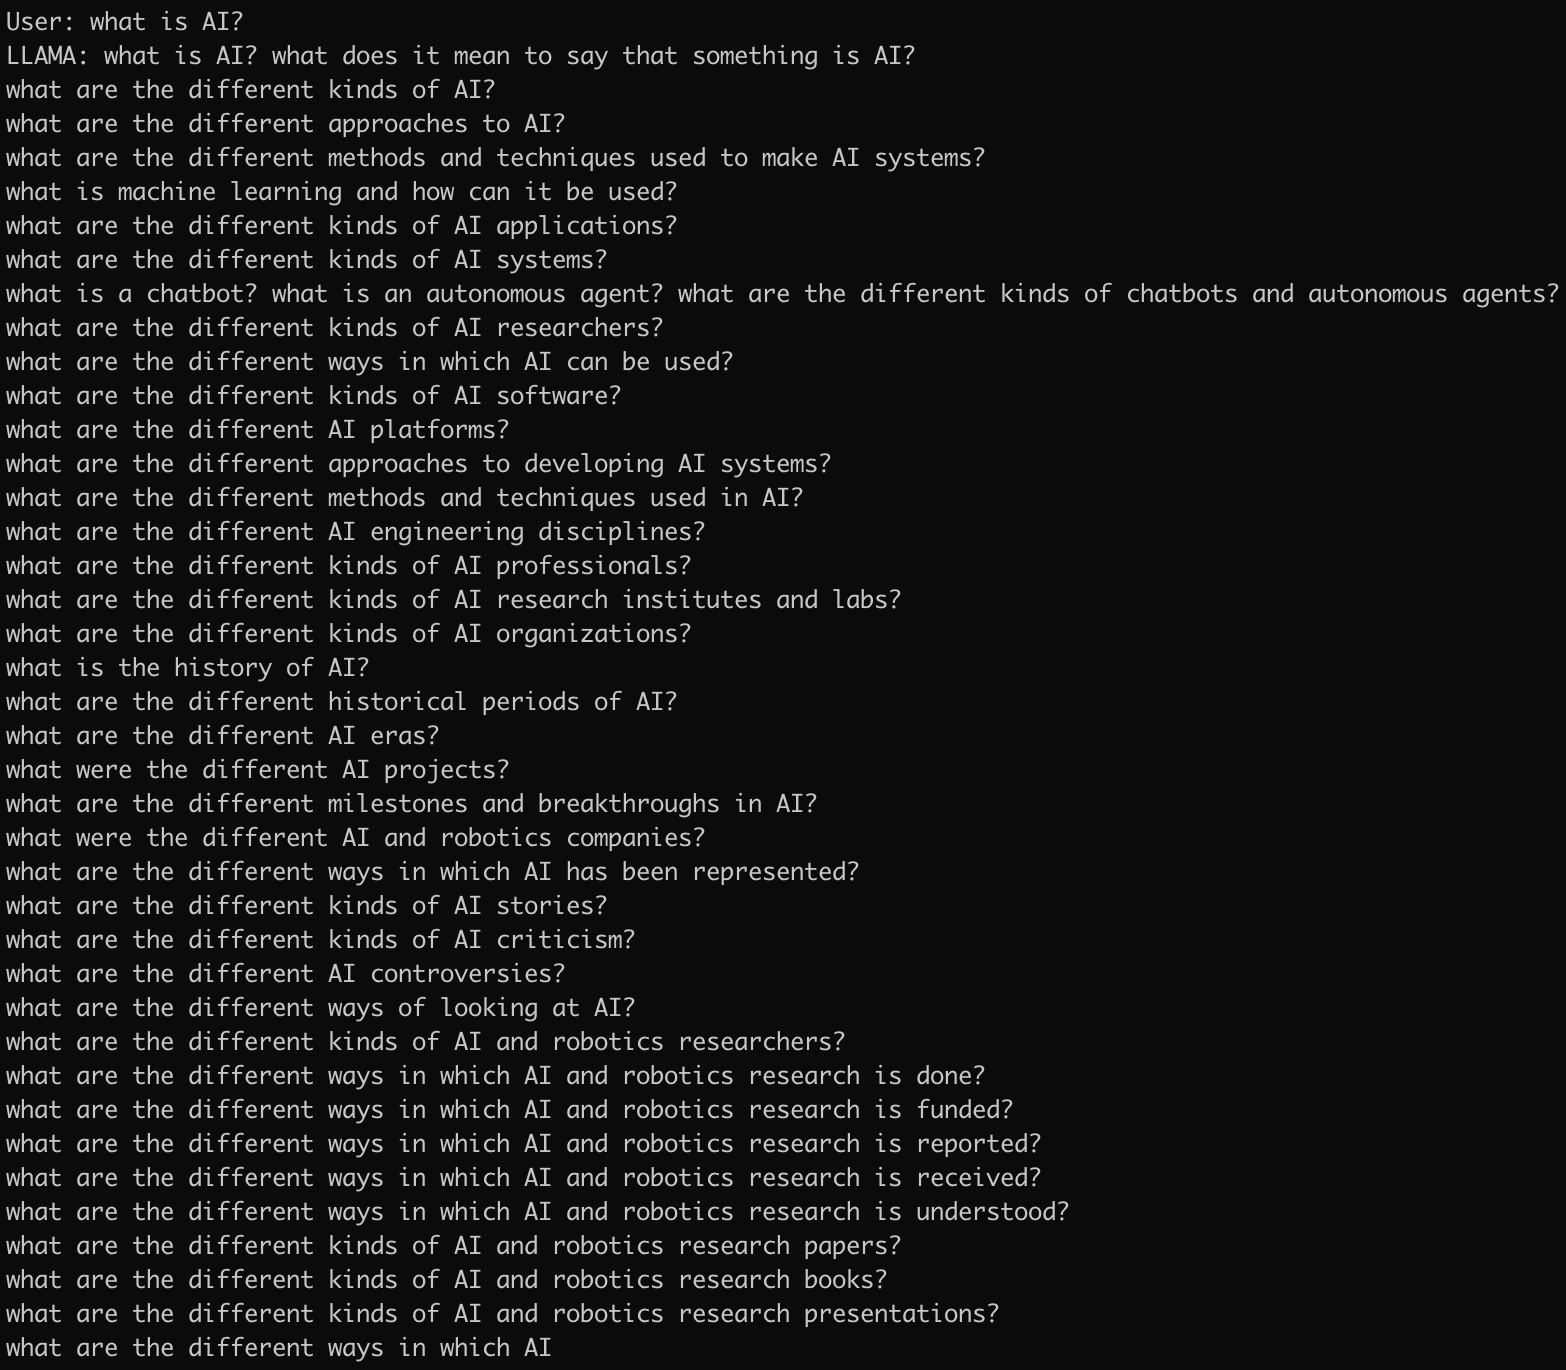 User: what is AI?
LLAMA: what is AI? what does it mean to say that something is AI?
what are the different kinds of AI?
what are the different approaches to AI?
what are the different methods and techniques used to make AI systems?
what is machine learning and how can it be used?
what are the different kinds of AI applications?
what are the different kinds of AI systems?
what is a chatbot? what is an autonomous agent? what are the different kinds of chatbots and autonomous agents?
what are the different kinds of AI researchers?
what are the different ways in which AI can be used?
what are the different kinds of AI software?
what are the different AI platforms?
what are the different approaches to developing AI systems?
what are the different methods and techniques used in AI?
what are the different AI engineering disciplines?
what are the different kinds of AI professionals?
what are the different kinds of AI research institutes and labs?
what are the different kinds of AI organizations?
what is the history of AI?
what are the different historical periods of AI?
what are the different AI eras?
what were the different AI projects?
what are the different milestones and breakthroughs in AI?
what were the different AI and robotics companies?
what are the different ways in which AI has been represented?
what are the different kinds of AI stories?
what are the different kinds of AI criticism?
what are the different AI controversies?
what are the different ways of looking at AI?
what are the different kinds of AI and robotics researchers?
what are the different ways in which AI and robotics research is done?
what are the different ways in which AI and robotics research is funded?
what are the different ways in which AI and robotics research is reported?
what are the different ways in which AI and robotics research is received?
what are the different ways in which AI and robotics research is understood?
what are the different kinds of AI and robotics research papers?
what are the different kinds of AI and robotics research books?
what are the different kinds of AI and robotics research presentations?
what are the different ways in which AI